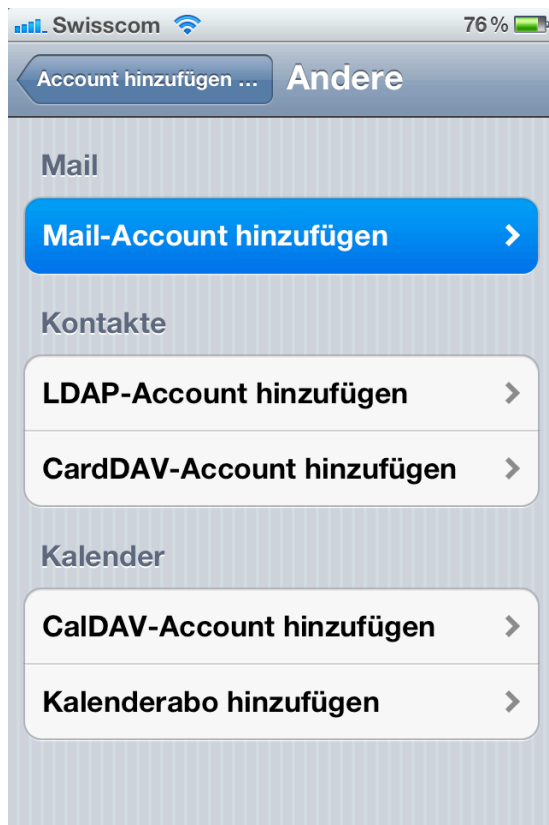 Swisscom 76 %
Account hinzufügen ... Andere
Mail
Mail-Account hinzufügen
Kontakte
LDAP-Account hinzufügen
CardDAV-Account hinzufügen
Kalender
CalDAV-Account hinzufügen
Kalenderabo hinzufügen